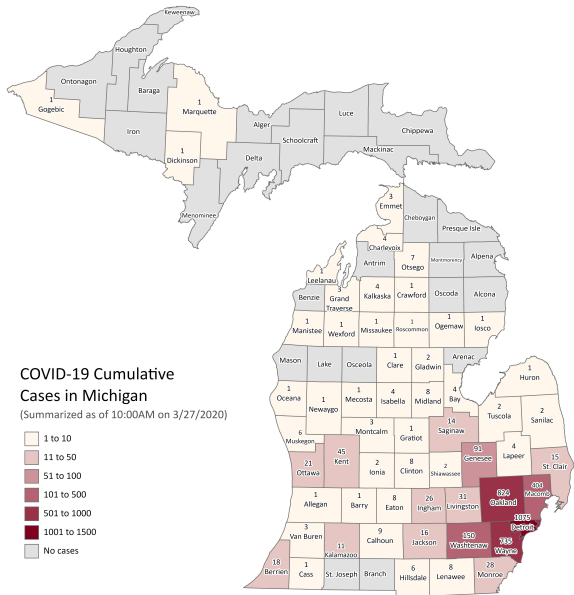 Keweenaw
Houghton
Ontonagon
Baraga
1
Gogebic
1
Marquette
Iron
Alger
Luce
Chippewa
Schoolcraft
Mackinac
1
Dickinson
Delta
Menominee
3
Emmet
Cheboygan
Presque Isle
4
Charlevoix
Antrim
7
Otsego
Montmorency
Alpena
1
Leelanau
Benzie
3
Grand
Traverse
4
Kalkaska
1
Crawford
Oscoda
Alcona
1
Manistee
1
Wexford
1
Missaukee
1
Roscommon
1
Ogemaw
1
Iosco
Mason
Lake
Osceola
1
Clare
2
Gladwin
Arenac
1
Huron
COVID-19 Cumulative
Cases in Michigan
(Summarized as of 10:00AM on 3/27/2020)
1 to 10
11 to 50
51 to 100
101 to 500
501 to 1000
1001 to 1500
No cases
1
Oceana
1
Newaygo
1
Mecosta
4
Isabella
8
Midland
4
Bay
2
Tuscola
2
Sanilac
6
Muskegon
3
Montcalm
1
Gratiot
14
Saginaw
21
Ottawa
45
Kent
2
Ionia
8
Clinton
2
Shiawassee
91
Genesee
4
Lapeer
15
St. Clair
1
Allegan
1
Barry
8
Eaton
26
Ingham
31
Livingston
824
Oakland
404
Macomb
1075
Detroit
3
Van Buren
11
Kalamazoo
9
Calhoun
16
Jackson
150
Washtenaw
735
Wayne
18
Berrien
1
Cass
St. Joseph
Branch
6
Hillsdale
8
Lenawee
28
Monroe